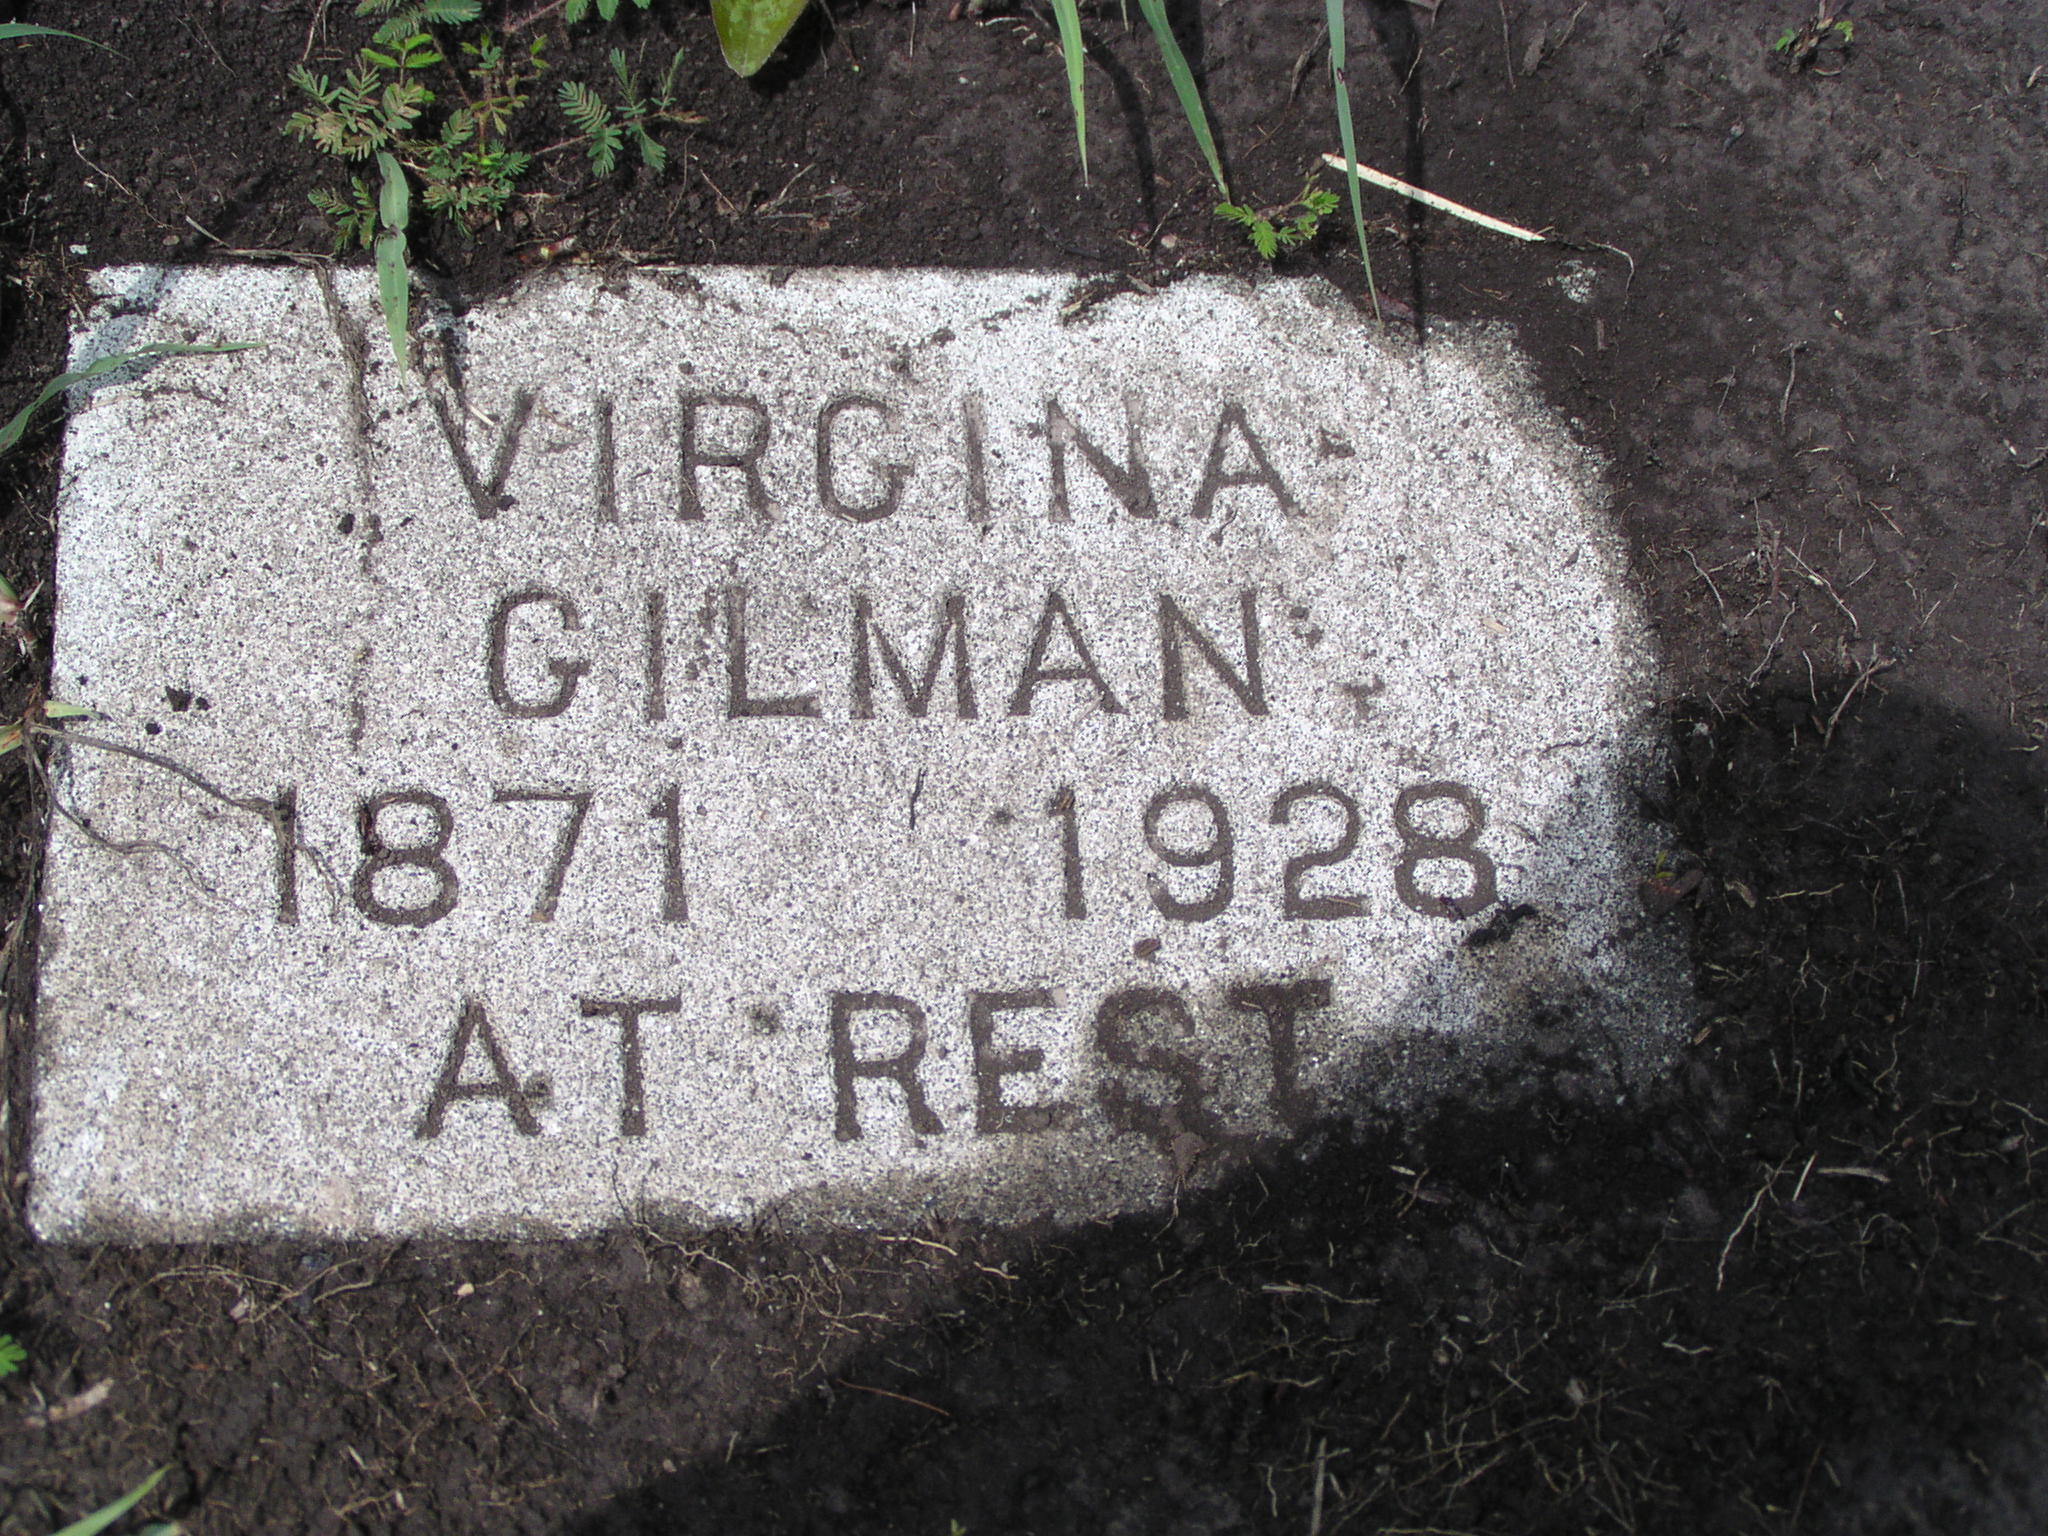 VIRGINA
GILMAN
1871 1928
AT REST